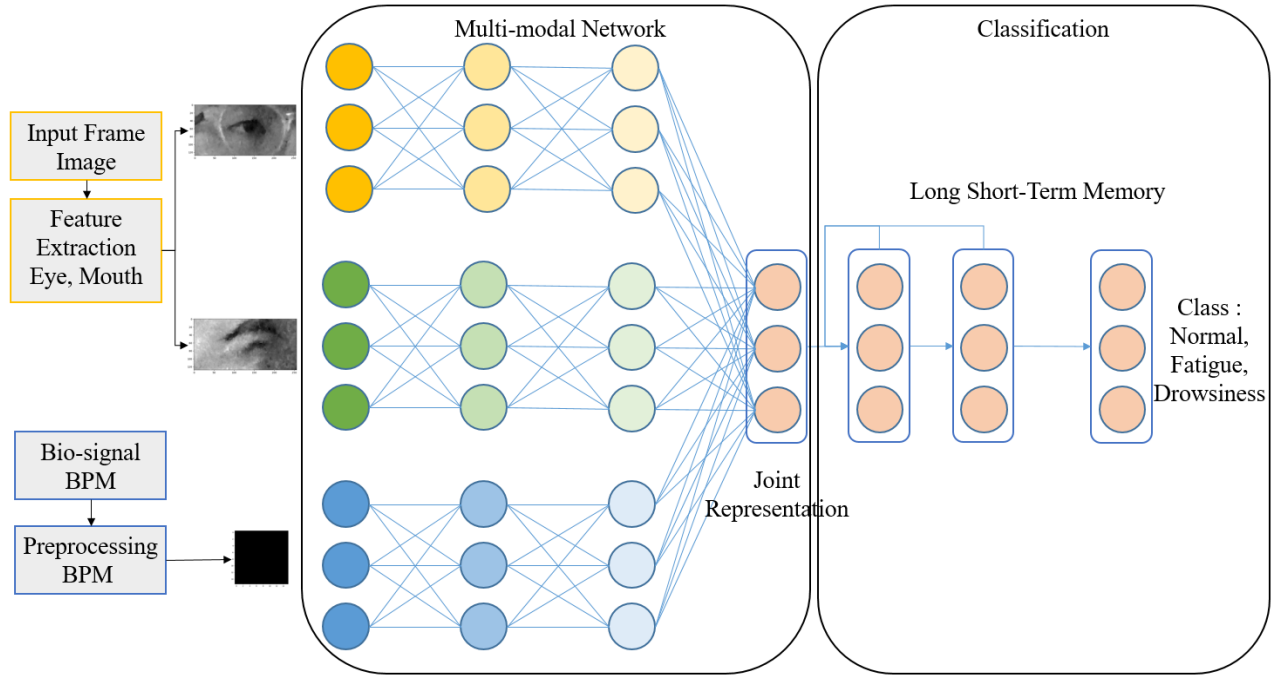 Multi-modal Network
Classification
Input Frame
Image
Feature
Extraction
Eye, Mouth
Bio-signal
BPM
Preprocessing
BPM
Joint
Representation
Long Short-Term Memory
Class :
Normal,
Fatigue,
Drowsiness